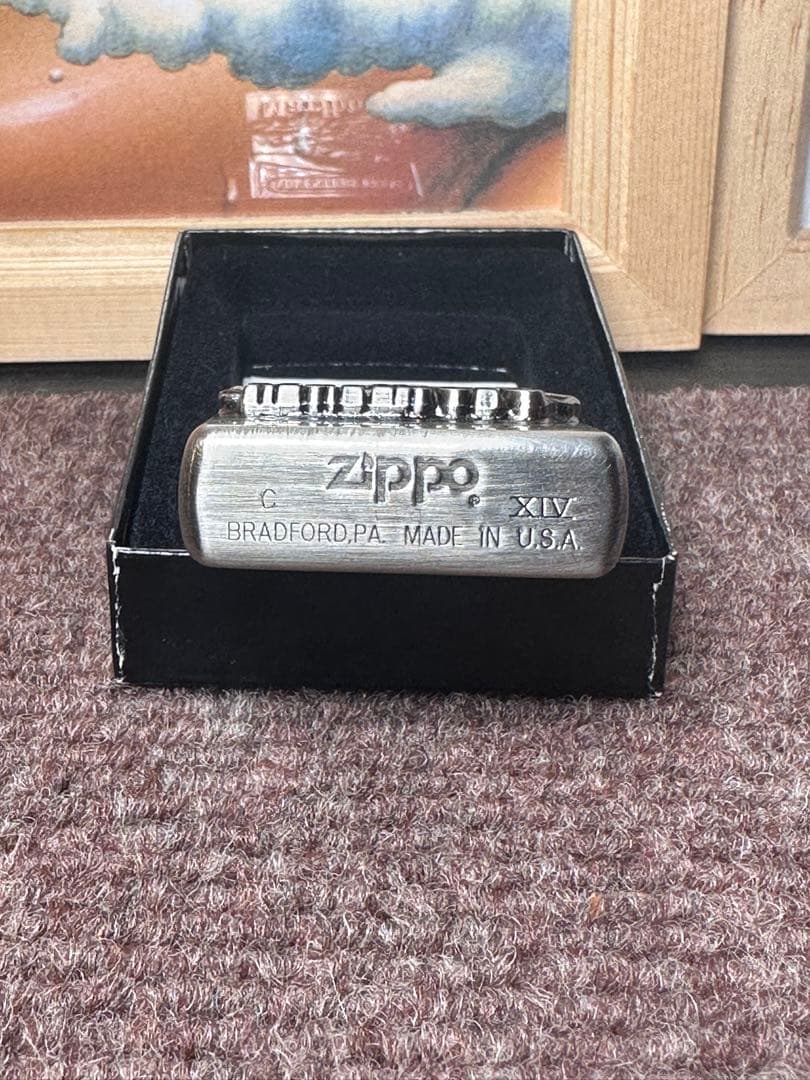 zippo ®
C XIV
BRADFORD,PA. MADE IN U.S.A.